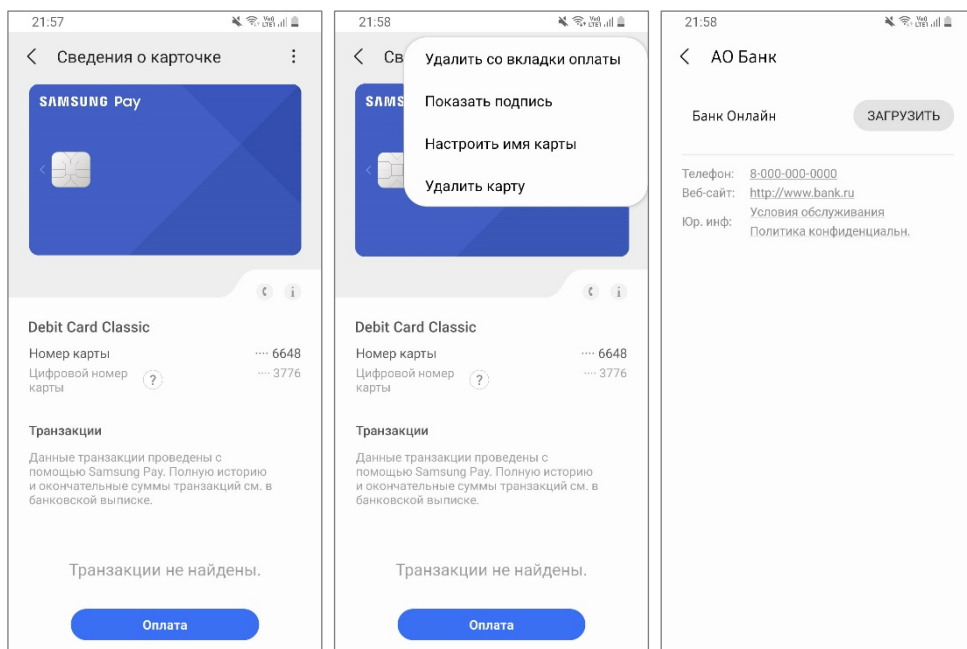 21:57
Сведения о карточке
SAMSUNG Pay
Debit Card Classic
Номер карты ···· 6648
Цифровой номер карты ? ···· 3776
Транзакции
Данные транзакции проведены с
помощью Samsung Pay. Полную историю
и окончательные суммы транзакций см. в
банковской выписке.
Транзакции не найдены.
Оплата
21:58
Св
Удалить со вкладки оплаты
Показать подпись
Настроить имя карты
Удалить карту
SAMS
Debit Card Classic
Номер карты ···· 6648
Цифровой номер карты ? ···· 3776
Транзакции
Данные транзакции проведены с
помощью Samsung Pay. Полную историю
и окончательные суммы транзакций см. в
банковской выписке.
Транзакции не найдены.
Оплата
21:58
АО Банк
Банк Онлайн ЗАГРУЗИТЬ
Телефон: 8-000-000-0000
Веб-сайт: http://www.bank.ru
Юр. инф: Условия обслуживания
Политика конфиденциальн.